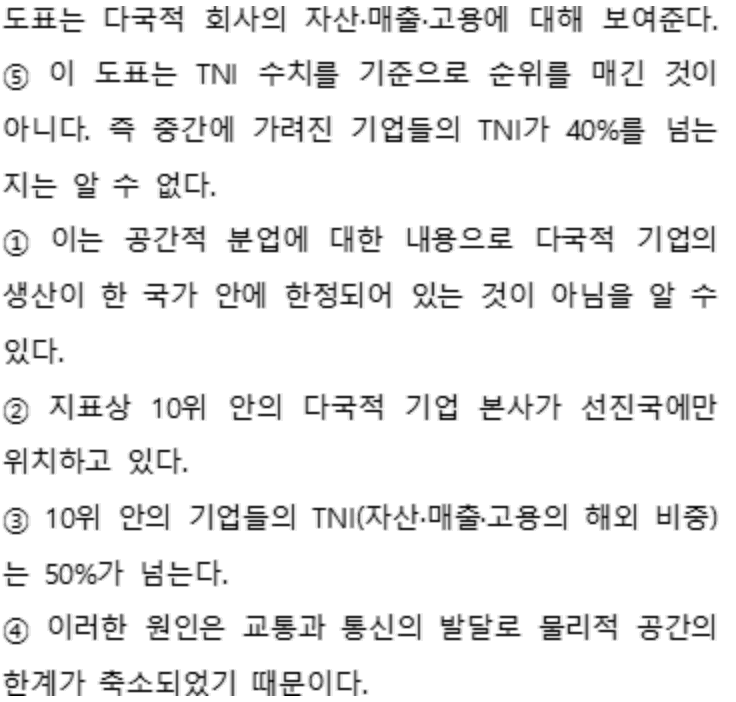 도표는 다국적 회사의 자산·매출·고용에 대해 보여준다.
⑤ 이 도표는 TNI 수치를 기준으로 순위를 매긴 것이
아니다. 즉 중간에 가려진 기업들의 TNI가 40%를 넘는
지는 알 수 없다.
① 이는 공간적 분업에 대한 내용으로 다국적 기업의
생산이 한 국가 안에 한정되어 있는 것이 아님을 알 수
있다.
② 지표상 10위 안의 다국적 기업 본사가 선진국에만
위치하고 있다.
③ 10위 안의 기업들의 TNI(자산·매출·고용의 해외 비중)
는 50%가 넘는다.
④ 이러한 원인은 교통과 통신의 발달로 물리적 공간의
한계가 축소되었기 때문이다.